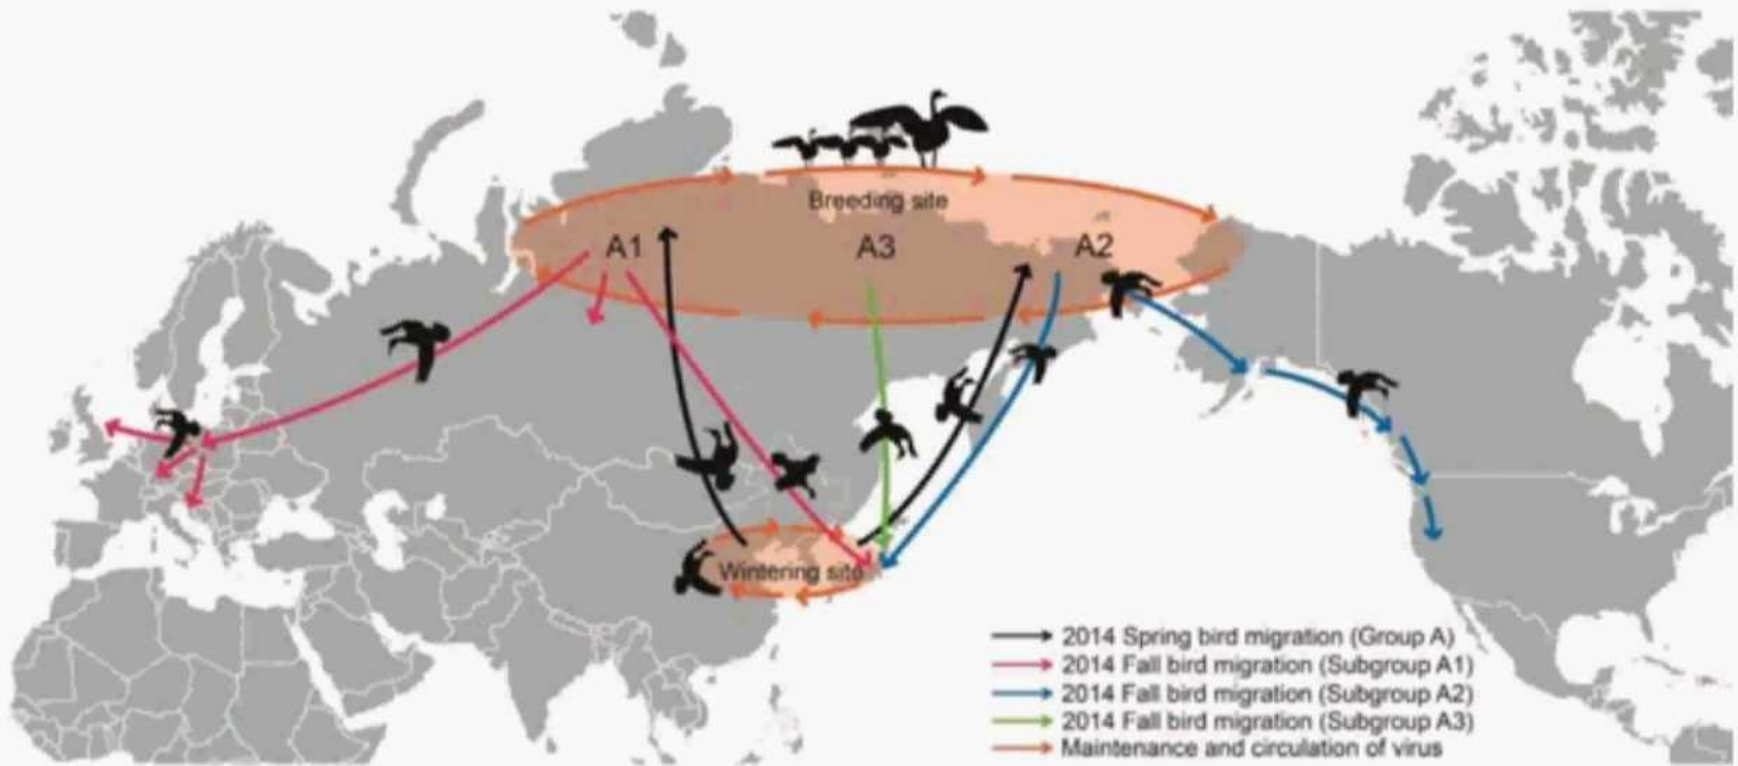 Breeding site
A1
A3
A2
Wintering site
2014 Spring bird migration (Group A)
2014 Fall bird migration (Subgroup A1)
2014 Fall bird migration (Subgroup A2)
2014 Fall bird migration (Subgroup A3)
Maintenance and circulation of virus